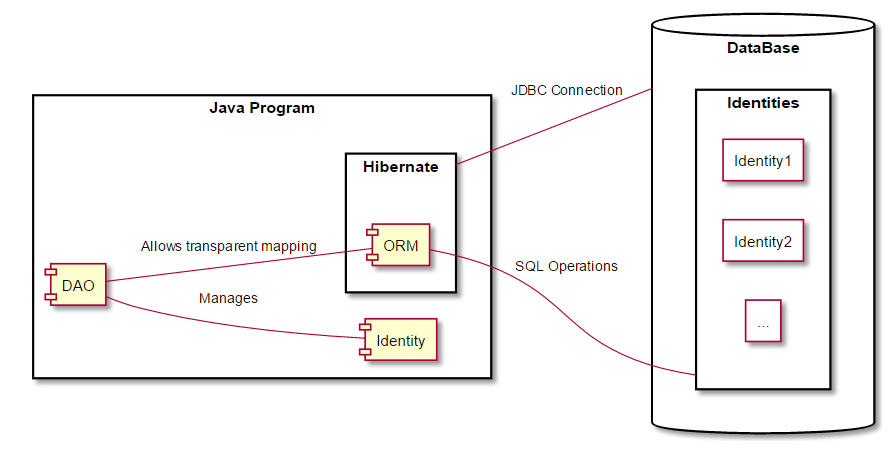 DataBase
JDBC Connection
Java Program
Identities
Hibernate
Identity1
Allows transparent mapping
ORM
Identity2
SQL Operations
DAO
Manages
...
Identity